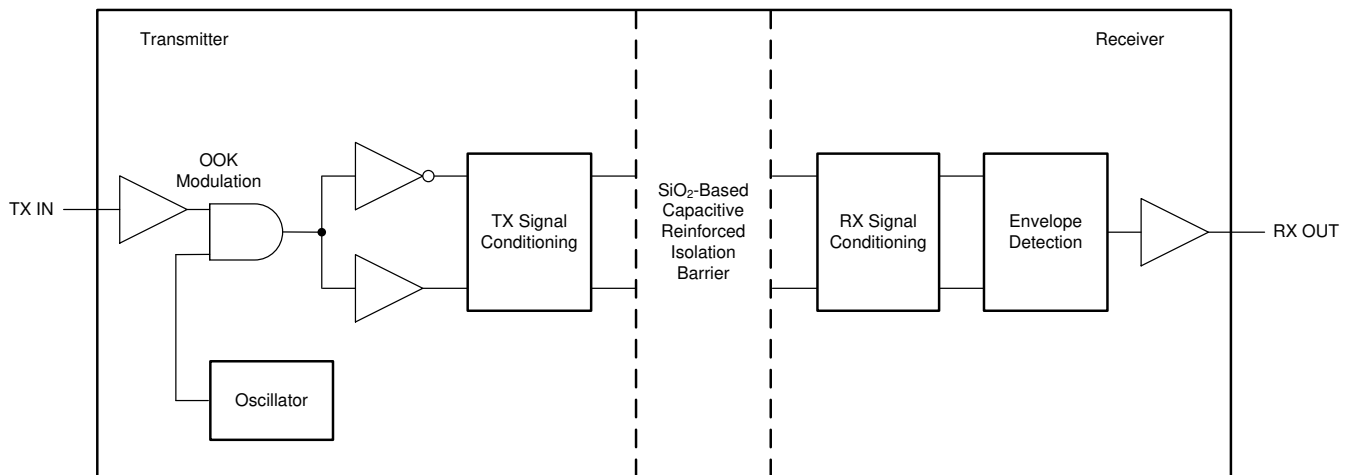 Transmitter
Receiver
OOK
Modulation
TX IN
TX Signal
Conditioning
SiO₂-Based
Capacitive
Reinforced
Isolation
Barrier
RX Signal
Conditioning
Envelope
Detection
RX OUT
Oscillator